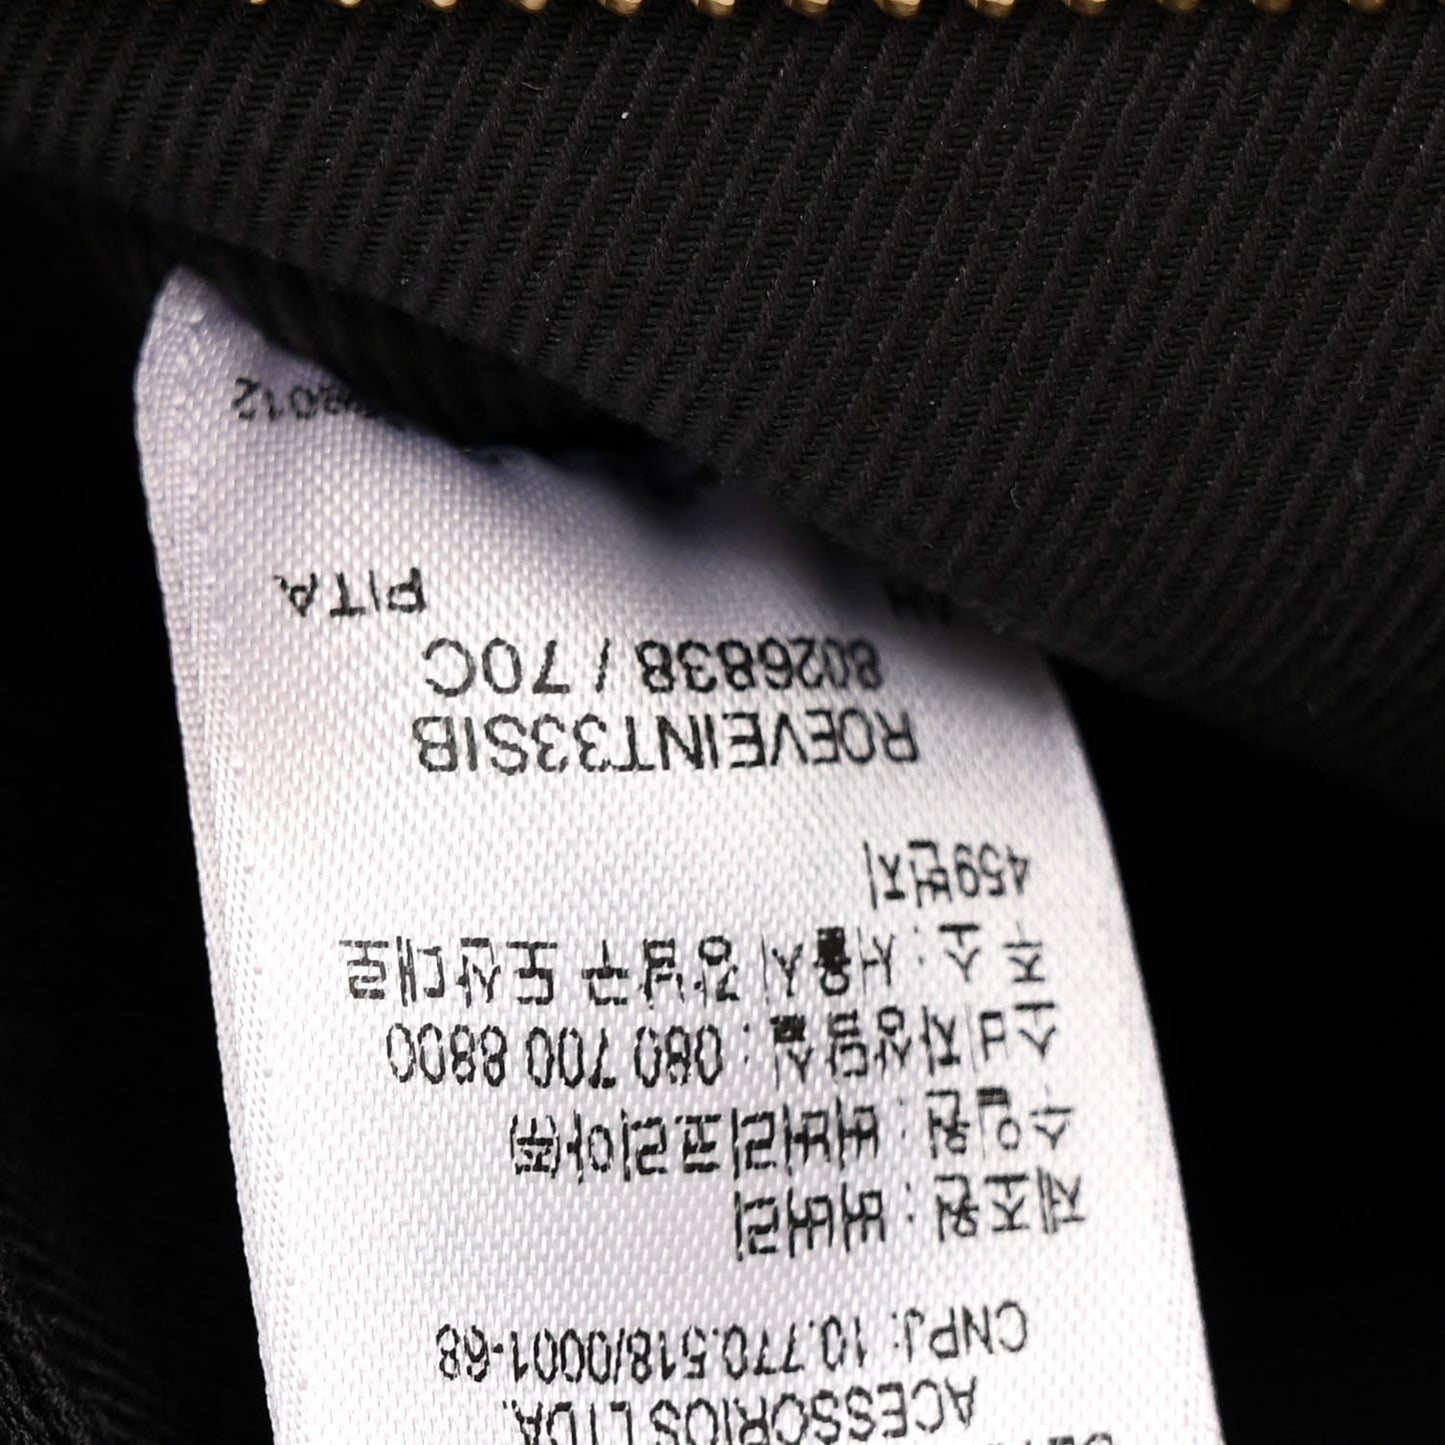 ACESSORIOS LTDA.
CNPJ: 10.770.518/0001-68
제조원 : 버버리
수입원 : 버버리코리아㈜
소비자상담실 : 080 700 8800
주 소 : 서울시 강남구 도산대로
459번지
ROEVEINT33SIB
8026838 / 70C
PITA